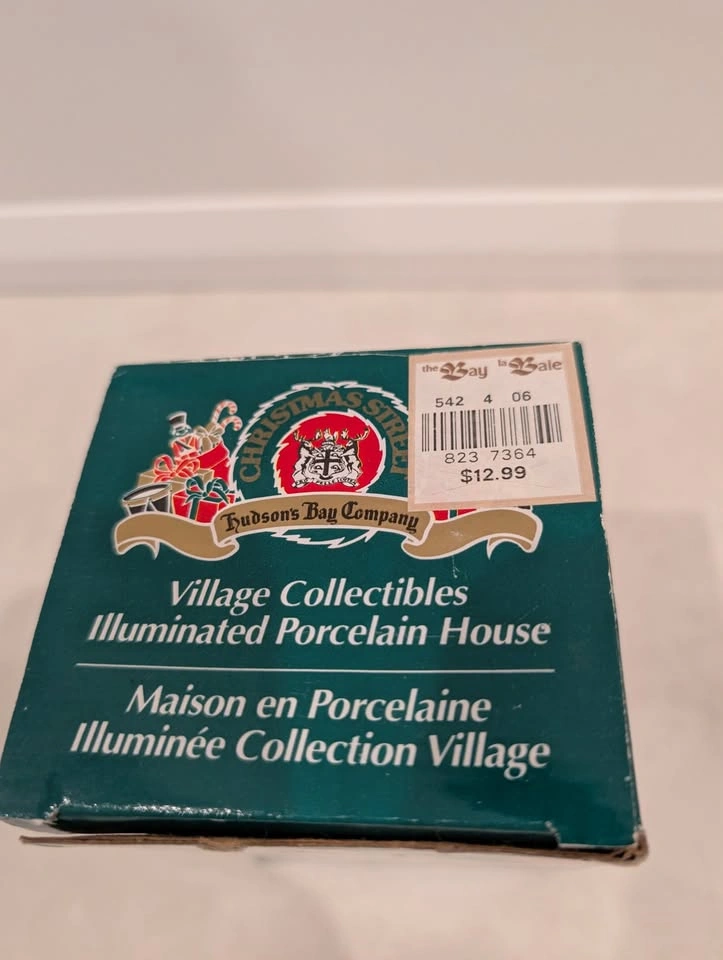 the Bay la Baie
542 4 06
823 7364
$12.99
CHRISTMAS STREET
Hudson's Bay Company
Village Collectibles
Illuminated Porcelain House
Maison en Porcelaine
Illuminée Collection Village